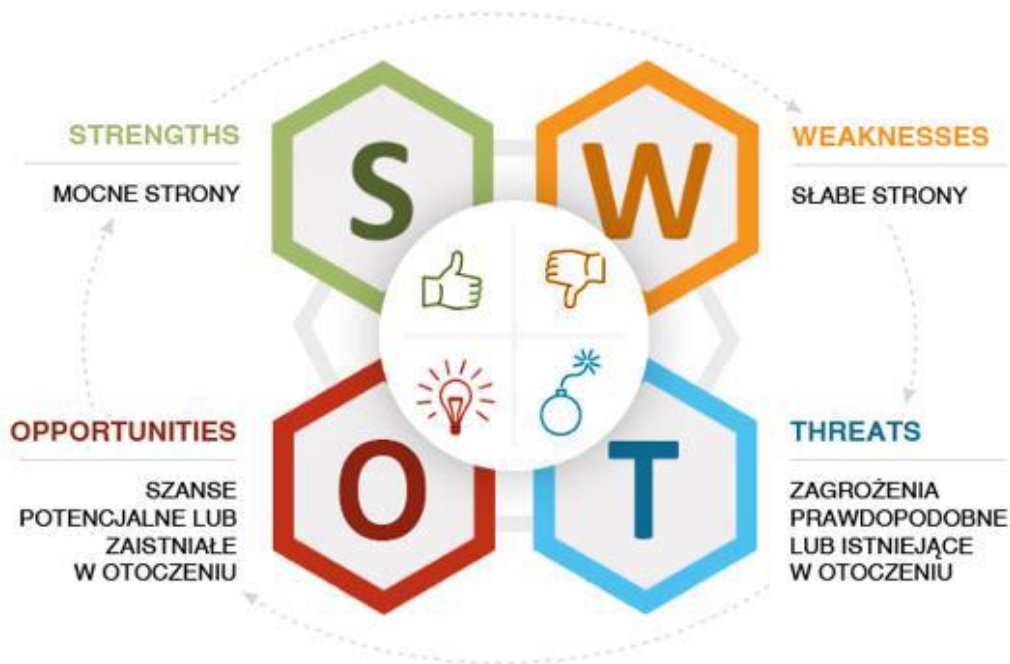 STRENGTHS
MOCNE STRONY
S
W
WEAKNESSES
SŁABE STRONY
OPPORTUNITIES
SZANSE
POTENCJALNE LUB
ZAISTNIAŁE
W OTOCZENIU
O
T
THREATS
ZAGROŻENIA
PRAWDOPODOBNE
LUB ISTNIEJĄCE
W OTOCZENIU